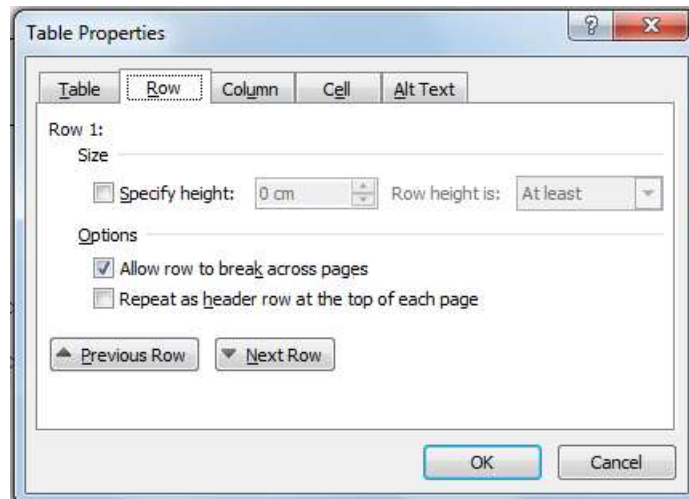 Table Properties
Table Row Column Cell Alt Text
Row 1:
Size
Specify height: 0 cm Row height is: At least
Options
Allow row to break across pages
Repeat as header row at the top of each page
Previous Row Next Row
OK Cancel